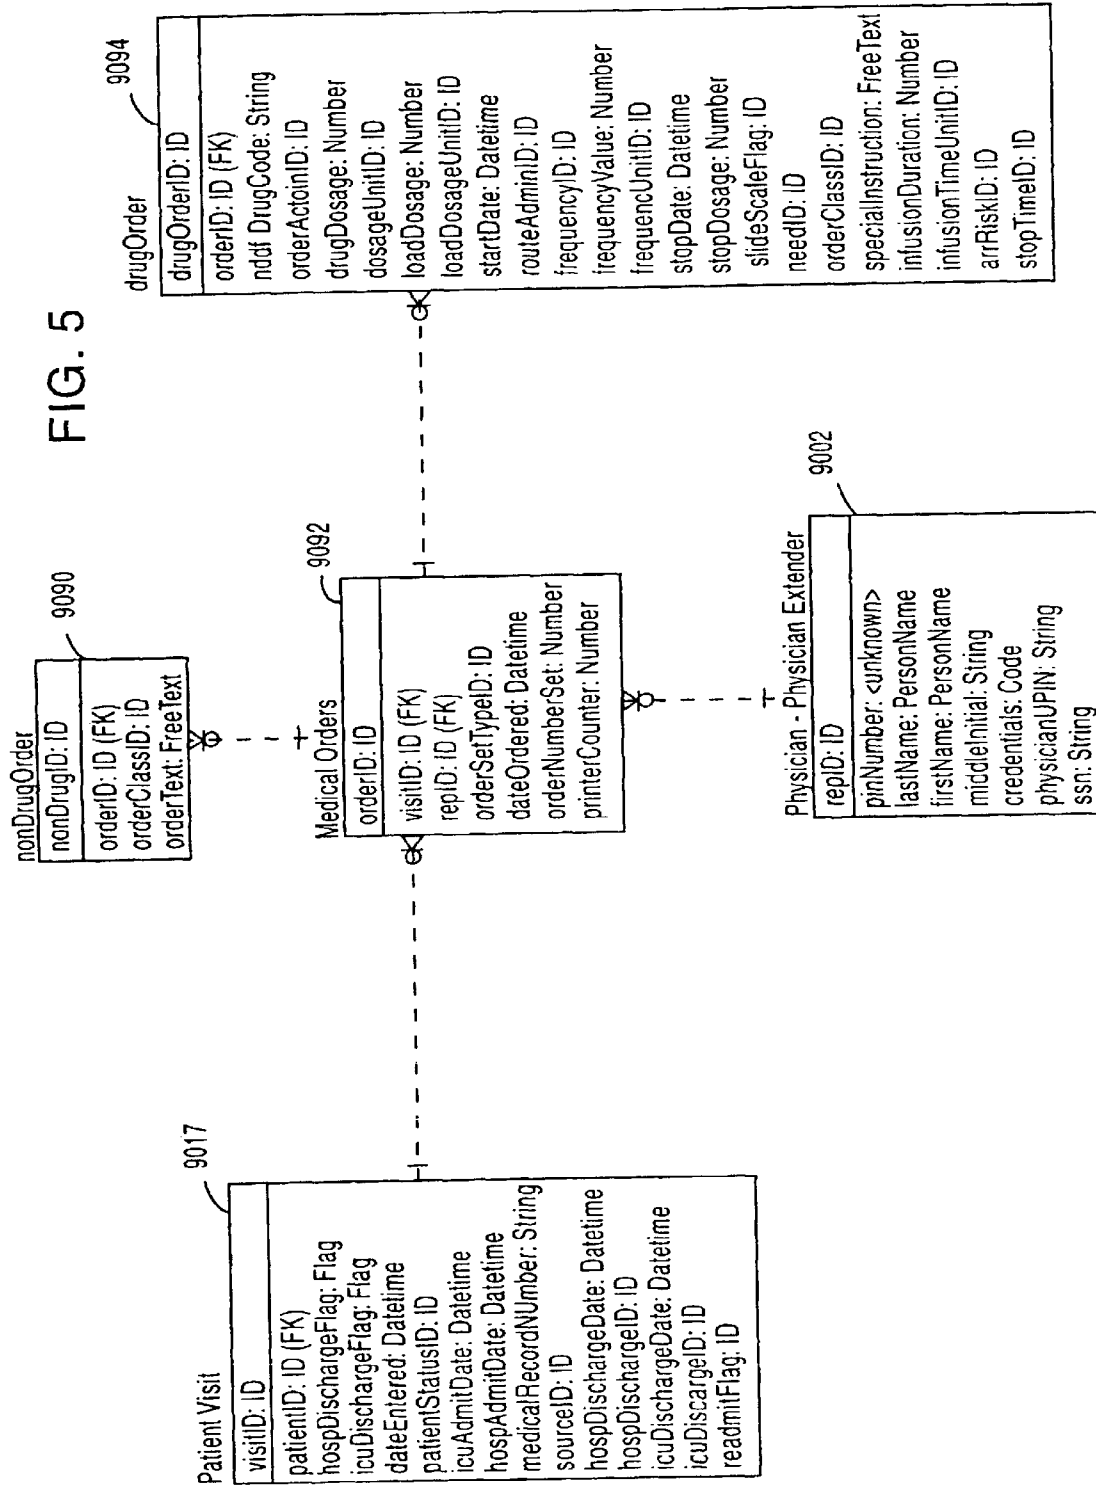 FIG. 5
nonDrugOrder
9090
nonDrugID: ID
orderID: ID (FK)
orderClassID: ID
orderText: FreeText
Patient Visit
9017
visitID: ID
patientID: ID (FK)
hospDischargeFlag: Flag
icuDischargeFlag: Flag
dateEntered: Datetime
patientStatusID: ID
icuAdmitDate: Datetime
hospAdmitDate: Datetime
medicalRecordNUmber: String
sourceID: ID
hospDischargeDate: Datetime
hospDischargeID: ID
icuDischargeDate: Datetime
icuDiscargeID: ID
readmitFlag: ID
Medical Orders
9092
orderID: ID
visitID: ID (FK)
repID: ID (FK)
orderSetTypeID: ID
dateOrdered: Datetime
orderNumberSet: Number
printerCounter: Number
drugOrder
9094
drugOrderID: ID
orderID: ID (FK)
nddf DrugCode: String
orderActoinID: ID
drugDosage: Number
dosageUnitID: ID
loadDosage: Number
loadDosageUnitID: ID
startDate: Datetime
routeAdminID: ID
frequencyID: ID
frequencyValue: Number
frequencUnitID: ID
stopDate: Datetime
stopDosage: Number
slideScaleFlag: ID
needID: ID
orderClassID: ID
specialInstruction: FreeText
infusionDuration: Number
infusionTimeUnitID: ID
arrRiskID: ID
stopTimeID: ID
Physician - Physician Extender
9002
repID: ID
pinNumber: <unknown>
lastName: PersonName
firstName: PersonName
middleInitial: String
credentials: Code
physicianUPIN: String
ssn: String